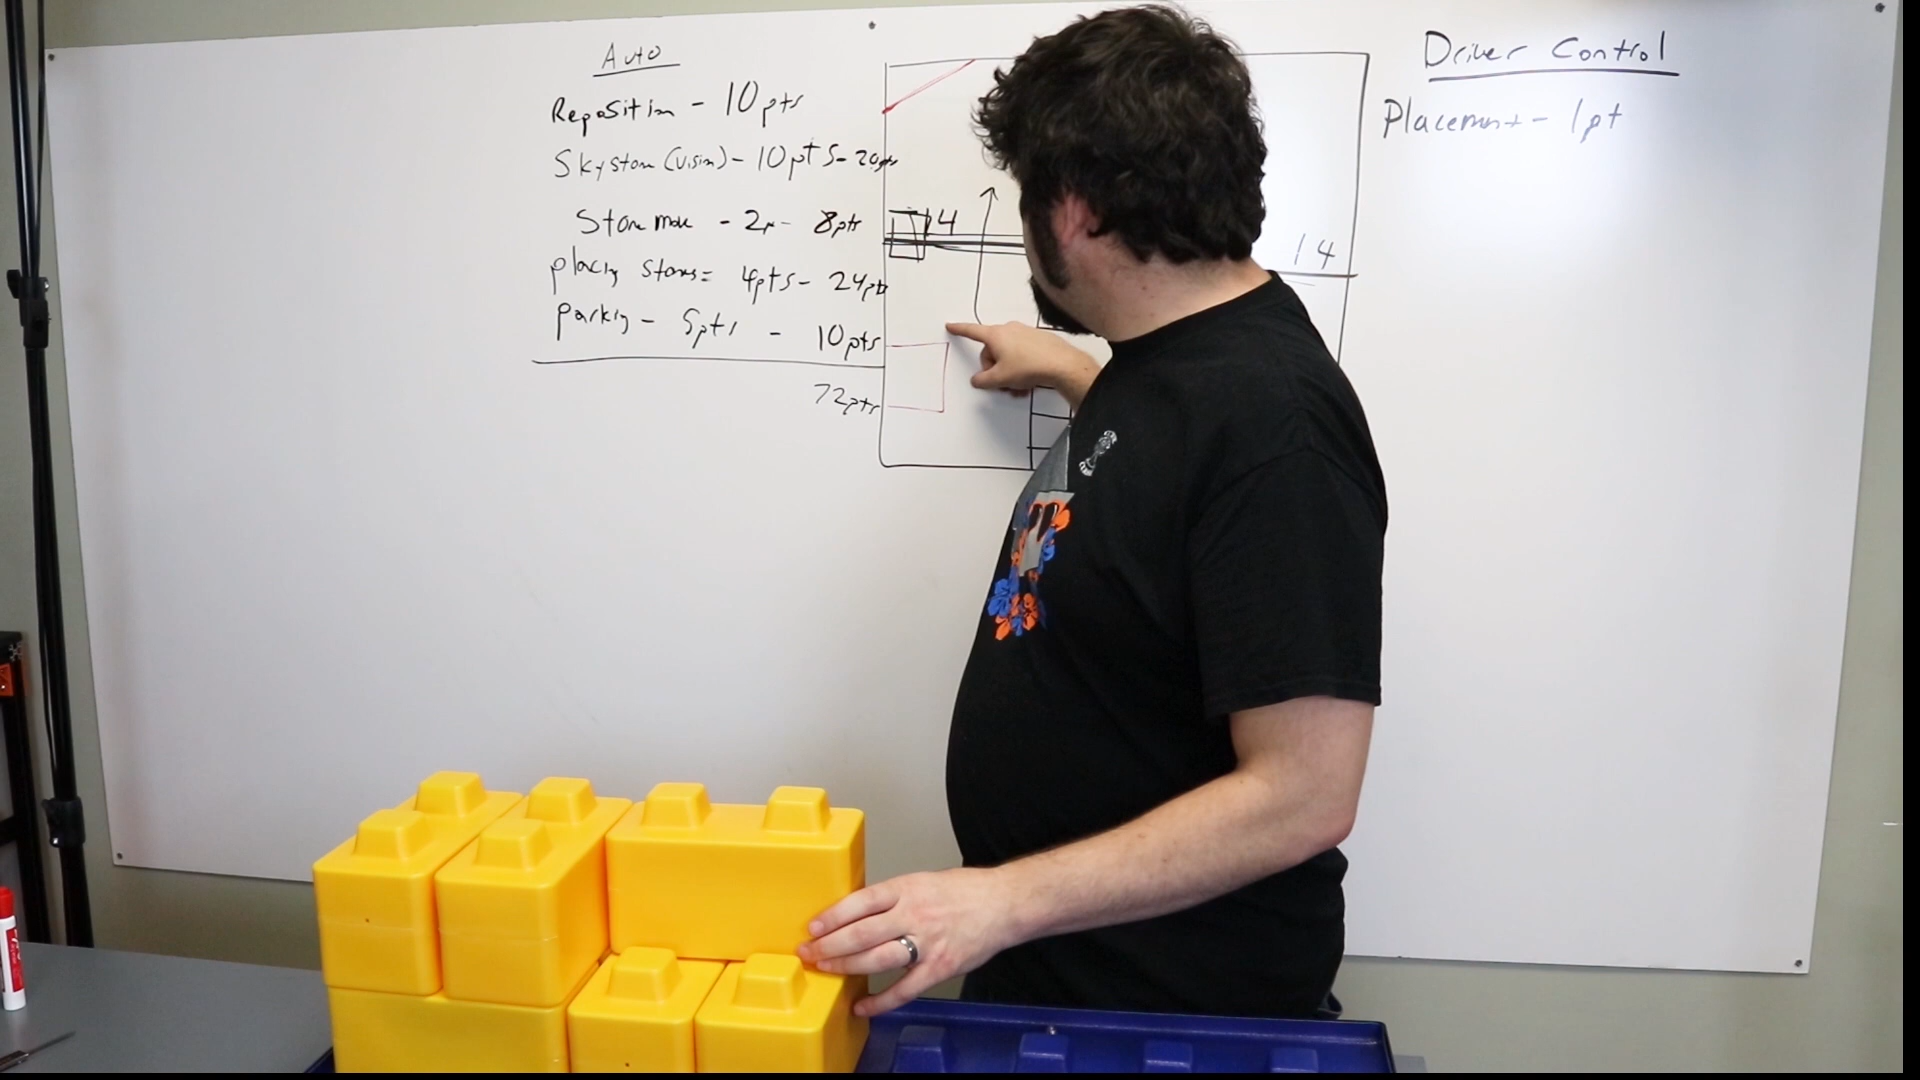 Auto
Reposition - 10pts
Skystone (Vision) - 10pts - 20pts
Stone move - 2pt - 8pts
placing stones = 4pts - 24pts
parking - 5pts - 10pts
72pts
14
14
Driver Control
Placement - 1pt